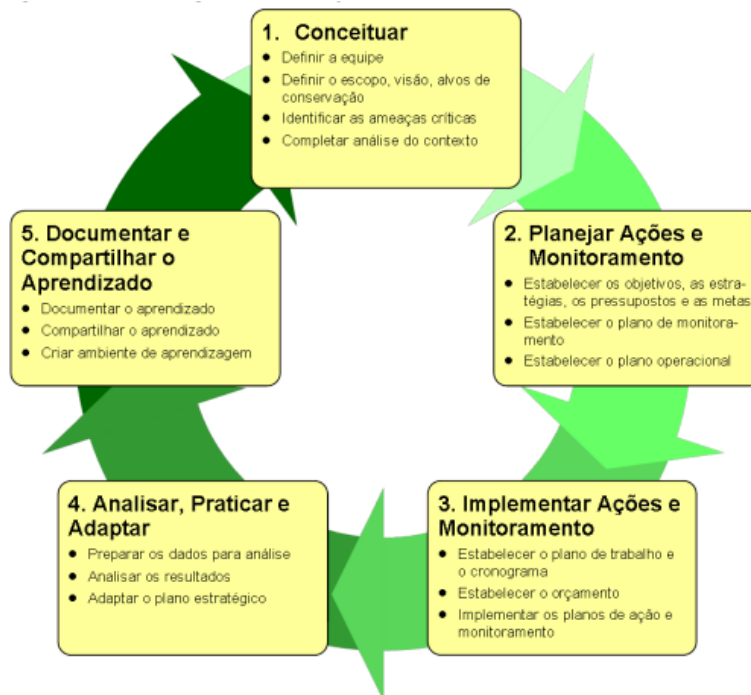 1. Conceituar
● Definir a equipe
● Definir o escopo, visão, alvos de
conservação
● Identificar as ameaças críticas
● Completar análise do contexto
2. Planejar Ações e
Monitoramento
● Estabelecer os objetivos, as estra-
tégias, os pressupostos e as metas
● Estabelecer o plano de monitora-
mento
● Estabelecer o plano operacional
3. Implementar Ações e
Monitoramento
● Estabelecer o plano de trabalho e
o cronograma
● Estabelecer o orçamento
● Implementar os planos de ação e
monitoramento
4. Analisar, Praticar e
Adaptar
● Preparar os dados para análise
● Analisar os resultados
● Adaptar o plano estratégico
5. Documentar e
Compartilhar o
Aprendizado
● Documentar o aprendizado
● Compartilhar o aprendizado
● Criar ambiente de aprendizagem